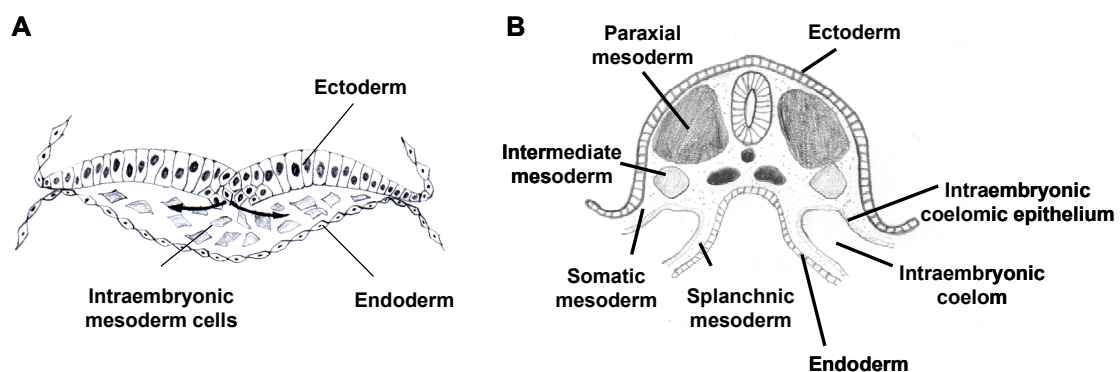 A
Ectoderm
Intraembryonic
mesoderm cells
Endoderm
B
Paraxial
mesoderm
Ectoderm
Intermediate
mesoderm
Intraembryonic
coelomic epithelium
Somatic
mesoderm
Splanchnic
mesoderm
Intraembryonic
coelom
Endoderm